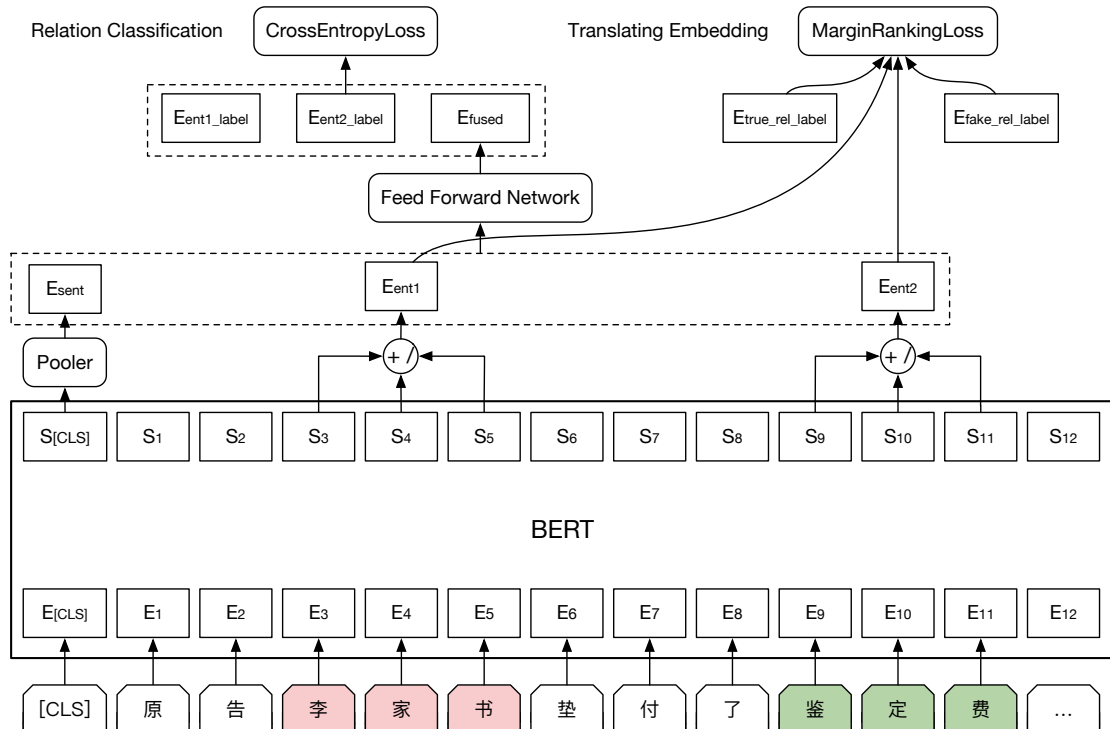 Relation Classification CrossEntropyLoss Translating Embedding MarginRankingLoss
Eent1_label Eent2_label Efused Etrue_rel_label Efake_rel_label
Feed Forward Network
Esent Eent1 Eent2
Pooler + / + /
S[CLS] S1 S2 S3 S4 S5 S6 S7 S8 S9 S10 S11 S12
BERT
E[CLS] E1 E2 E3 E4 E5 E6 E7 E8 E9 E10 E11 E12
[CLS] 原 告 李 家 书 垫 付 了 鉴 定 费 …